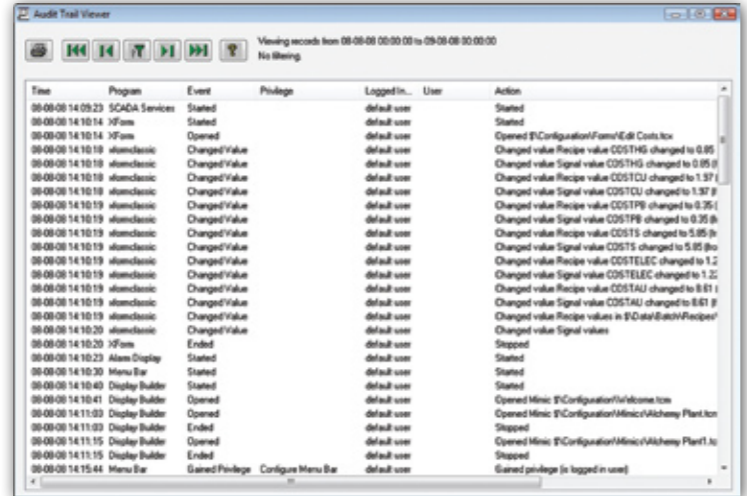 Audit Trail Viewer
Viewing records from 08-08-08 00:00:00 to 09-08-08 00:00:00
No filtering.
Time Program Event Privilege Logged In... User Action
08-08-08 14:09:23 SCADA Services Started default user Started
08-08-08 14:10:14 XForm Started default user Started
08-08-08 14:10:14 XForm Opened default user Opened $\Configuration\Forms\Edit Costs.tcx
08-08-08 14:10:18 xformclassic Changed Value default user Changed value Recipe value COSTHG changed to 0.85
08-08-08 14:10:18 xformclassic Changed Value default user Changed value Signal value COSTHG changed to 0.85 (f
08-08-08 14:10:18 xformclassic Changed Value default user Changed value Recipe value COSTCU changed to 1.97 (
08-08-08 14:10:18 xformclassic Changed Value default user Changed value Signal value COSTCU changed to 1.97 (f
08-08-08 14:10:19 xformclassic Changed Value default user Changed value Recipe value COSTPB changed to 0.35 (
08-08-08 14:10:19 xformclassic Changed Value default user Changed value Signal value COSTPB changed to 0.35 (f
08-08-08 14:10:19 xformclassic Changed Value default user Changed value Recipe value COSTS changed to 5.85 (fr
08-08-08 14:10:19 xformclassic Changed Value default user Changed value Signal value COSTS changed to 5.85 (fro
08-08-08 14:10:19 xformclassic Changed Value default user Changed value Recipe value COSTELEC changed to 1.2
08-08-08 14:10:19 xformclassic Changed Value default user Changed value Signal value COSTELEC changed to 1.22
08-08-08 14:10:19 xformclassic Changed Value default user Changed value Recipe value COSTAU changed to 8.61 (
08-08-08 14:10:19 xformclassic Changed Value default user Changed value Signal value COSTAU changed to 8.61 (f
08-08-08 14:10:19 xformclassic Changed Value default user Changed value Recipe values in $\Data\Batch\Recipes\
08-08-08 14:10:20 xformclassic Changed Value default user Changed value Signal values
08-08-08 14:10:20 XForm Ended default user Stopped
08-08-08 14:10:23 Alarm Display Started default user Started
08-08-08 14:10:30 Menu Bar Started default user Started
08-08-08 14:10:40 Display Builder Started default user Started
08-08-08 14:10:41 Display Builder Opened default user Opened Mimic $\Configuration\Welcome.tcm
08-08-08 14:11:03 Display Builder Opened default user Opened Mimic $\Configuration\Mimics\Alchemy Plant.tcm
08-08-08 14:11:03 Display Builder Ended default user Stopped
08-08-08 14:11:15 Display Builder Opened default user Opened Mimic $\Configuration\Mimics\Alchemy Plant1.tc
08-08-08 14:11:15 Display Builder Ended default user Stopped
08-08-08 14:15:44 Menu Bar Gained Privilege Configure Menu Bar default user Gained privilege (is logged in user)